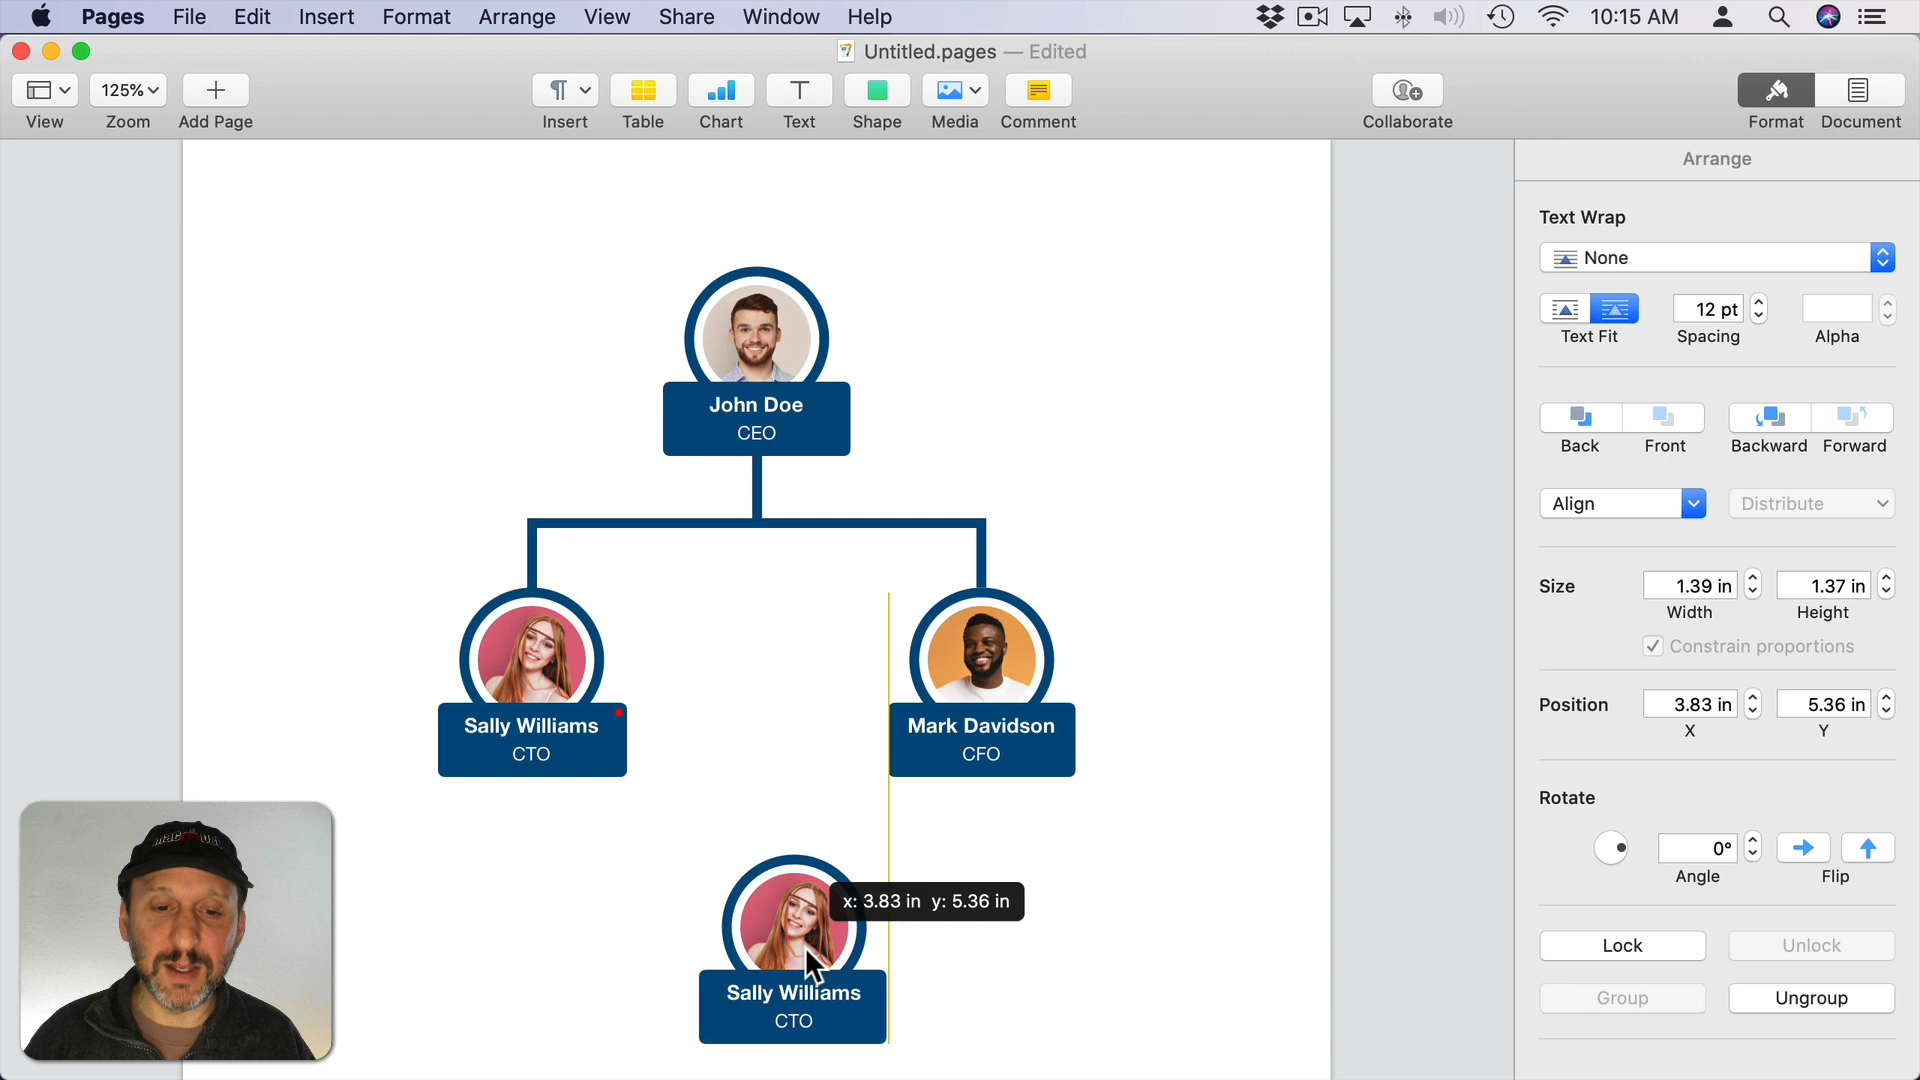 Pages File Edit Insert Format Arrange View Share Window Help 10:15 AM
Untitled.pages — Edited
125%
View Zoom Add Page Insert Table Chart Text Shape Media Comment Collaborate Format Document
Arrange
Text Wrap
None
12 pt
Text Fit Spacing Alpha
Back Front Backward Forward
Align Distribute
Size 1.39 in 1.37 in
Width Height
Constrain proportions
Position 3.83 in 5.36 in
X Y
Rotate
0°
Angle Flip
Lock Unlock
Group Ungroup
John Doe
CEO
Sally Williams
CTO
Mark Davidson
CFO
x: 3.83 in y: 5.36 in
Sally Williams
CTO